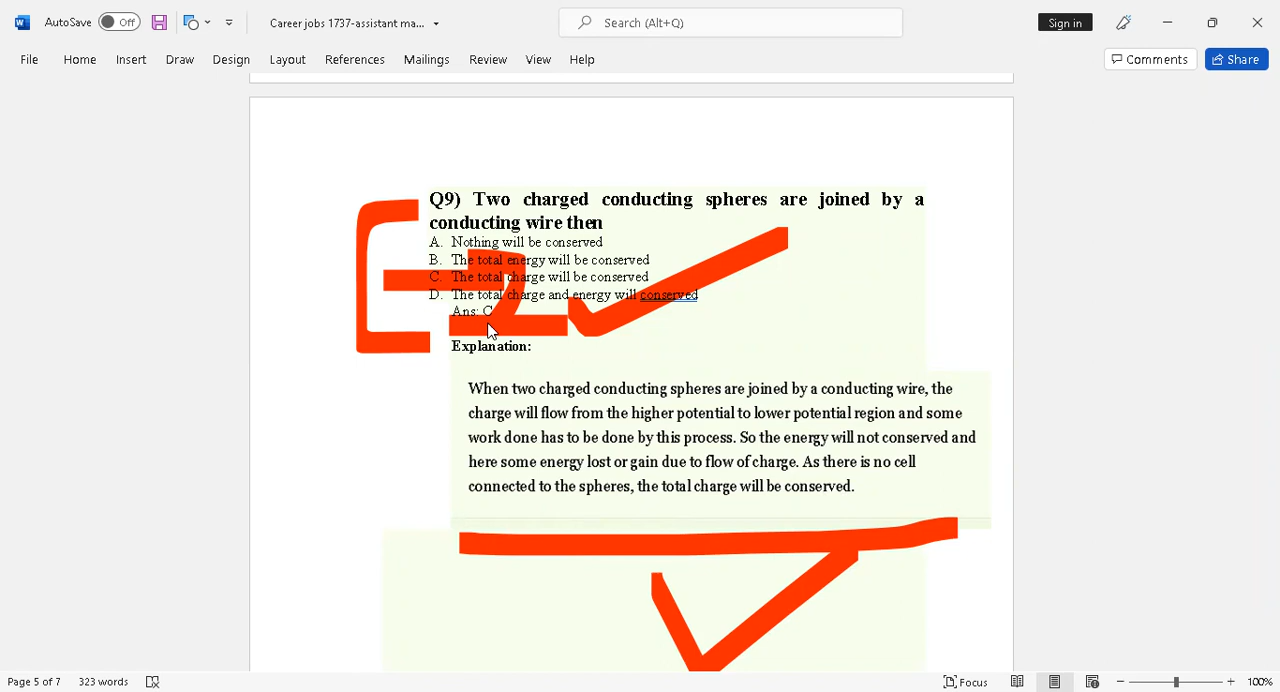 AutoSave Off Career jobs 1737-assistant ma... Search (Alt+Q) Sign in
File Home Insert Draw Design Layout References Mailings Review View Help Comments Share
Q9) Two charged conducting spheres are joined by a
conducting wire then
A. Nothing will be conserved
B. The total energy will be conserved
C. The total charge will be conserved
D. The total charge and energy will conserved
Ans: C
Explanation:
When two charged conducting spheres are joined by a conducting wire, the
charge will flow from the higher potential to lower potential region and some
work done has to be done by this process. So the energy will not conserved and
here some energy lost or gain due to flow of charge. As there is no cell
connected to the spheres, the total charge will be conserved.
Page 5 of 7 323 words Focus 100%